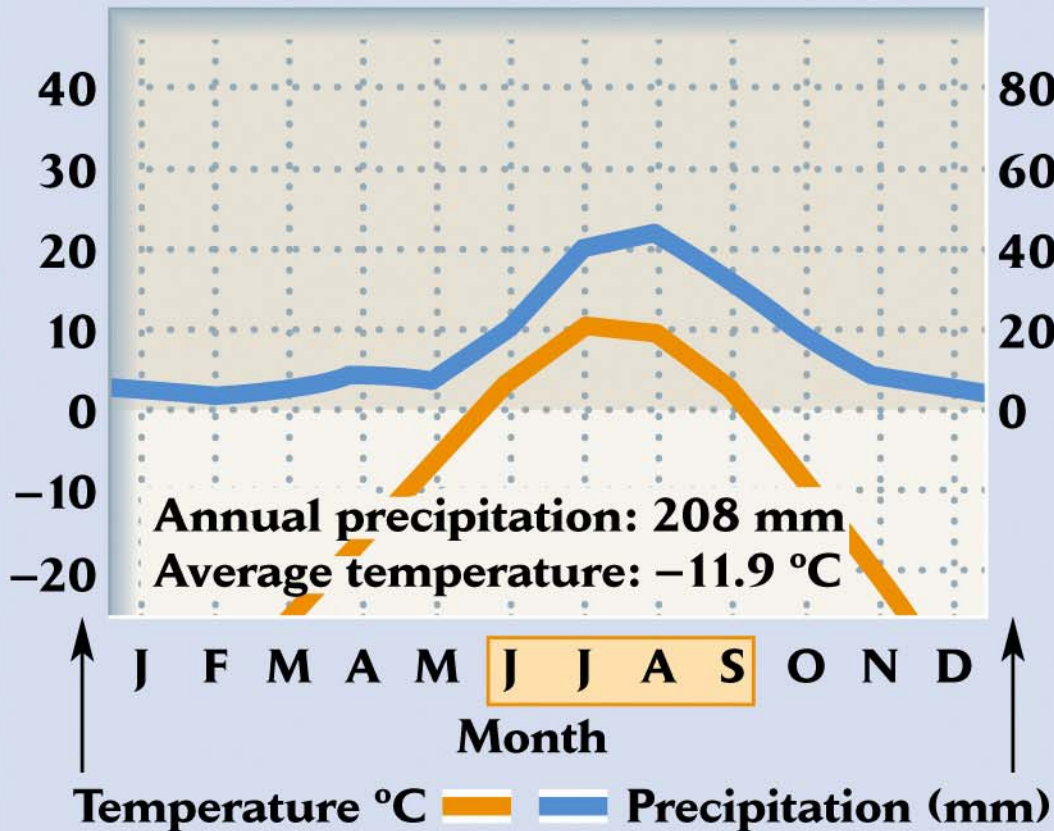 40 80
30 60
20 40
10 20
0 0
–10
Annual precipitation: 208 mm
–20
Average temperature: –11.9 ºC
J F M A M J J A S O N D
Month
Temperature ºC Precipitation (mm)